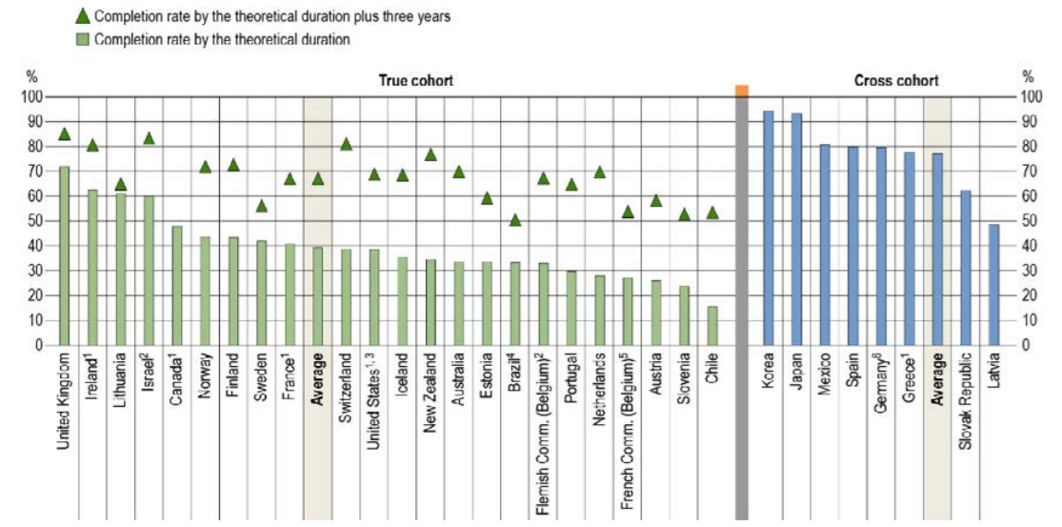 Completion rate by the theoretical duration plus three years
Completion rate by the theoretical duration
%
True cohort
Cross cohort
%
100
90
80
70
60
50
40
30
20
10
0
100
90
80
70
60
50
40
30
20
10
0
United Kingdom
Ireland¹
Lithuania
Israel²
Canada¹
Norway
Finland
Sweden
France¹
Average
Switzerland
United States¹˒³
Iceland
New Zealand
Australia
Estonia
Brazil⁴
Flemish Comm. (Belgium)²
Portugal
Netherlands
French Comm. (Belgium)⁵
Austria
Slovenia
Chile
Korea
Japan
Mexico
Spain
Germany⁶
Greece¹
Average
Slovak Republic
Latvia